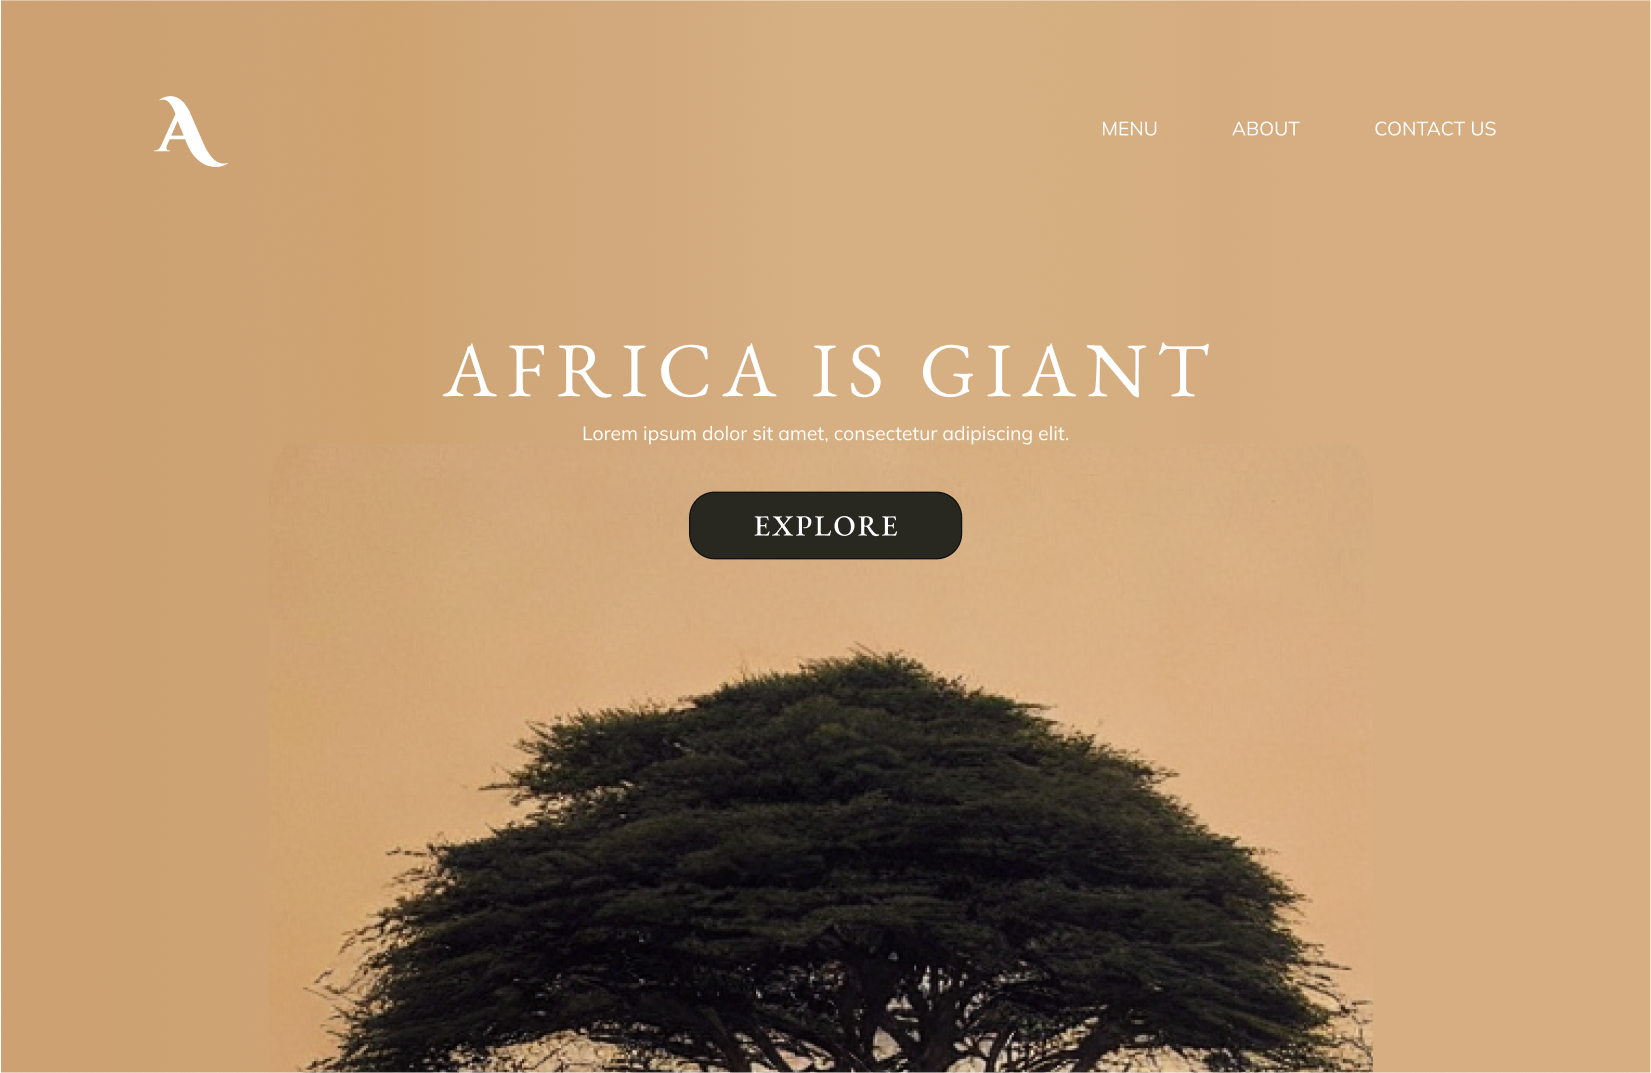 A
MENU ABOUT CONTACT US
AFRICA IS GIANT
Lorem ipsum dolor sit amet, consectetur adipiscing elit.
EXPLORE